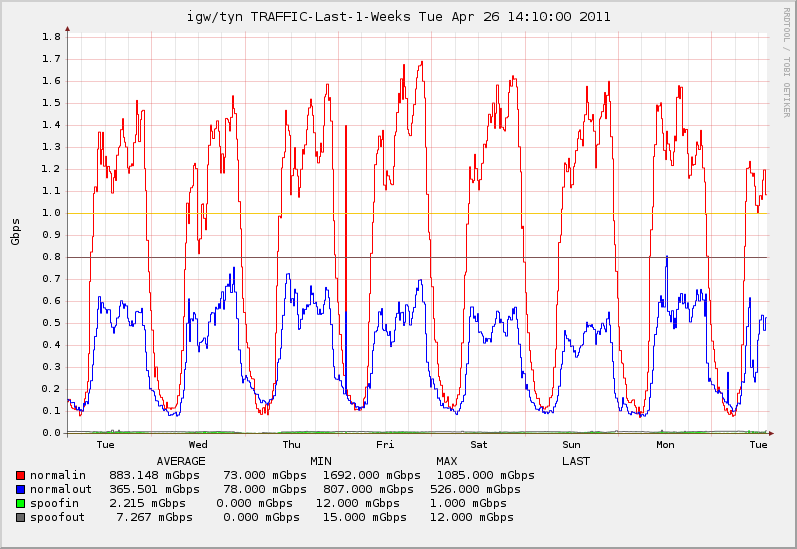 igw/tyn TRAFFIC-Last-1-Weeks Tue Apr 26 14:10:00 2011
RRDTOOL / TOBI OETIKER
Gbps
1.8
1.7
1.6
1.5
1.4
1.3
1.2
1.1
1.0
0.9
0.8
0.7
0.6
0.5
0.4
0.3
0.2
0.1
0.0
Tue Wed Thu Fri Sat Sun Mon Tue
AVERAGE MIN MAX LAST
normalin 883.148 mGbps 73.000 mGbps 1692.000 mGbps 1085.000 mGbps
normalout 365.501 mGbps 78.000 mGbps 807.000 mGbps 526.000 mGbps
spoofin 2.215 mGbps 0.000 mGbps 12.000 mGbps 1.000 mGbps
spoofout 7.267 mGbps 0.000 mGbps 15.000 mGbps 12.000 mGbps